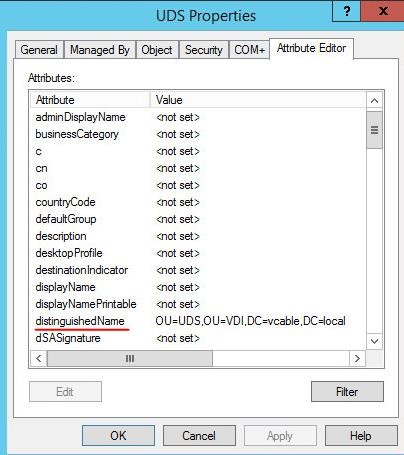 UDS Properties
?
X
General
Managed By
Object
Security
COM+
Attribute Editor
Attributes:
Attribute Value
adminDisplayName <not set>
businessCategory <not set>
c <not set>
cn <not set>
co <not set>
countryCode <not set>
defaultGroup <not set>
description <not set>
desktopProfile <not set>
destinationIndicator <not set>
displayName <not set>
displayNamePrintable <not set>
distinguishedName OU=UDS,OU=VDI,DC=vcable,DC=local
dSASignature <not set>
Edit
Filter
OK
Cancel
Apply
Help